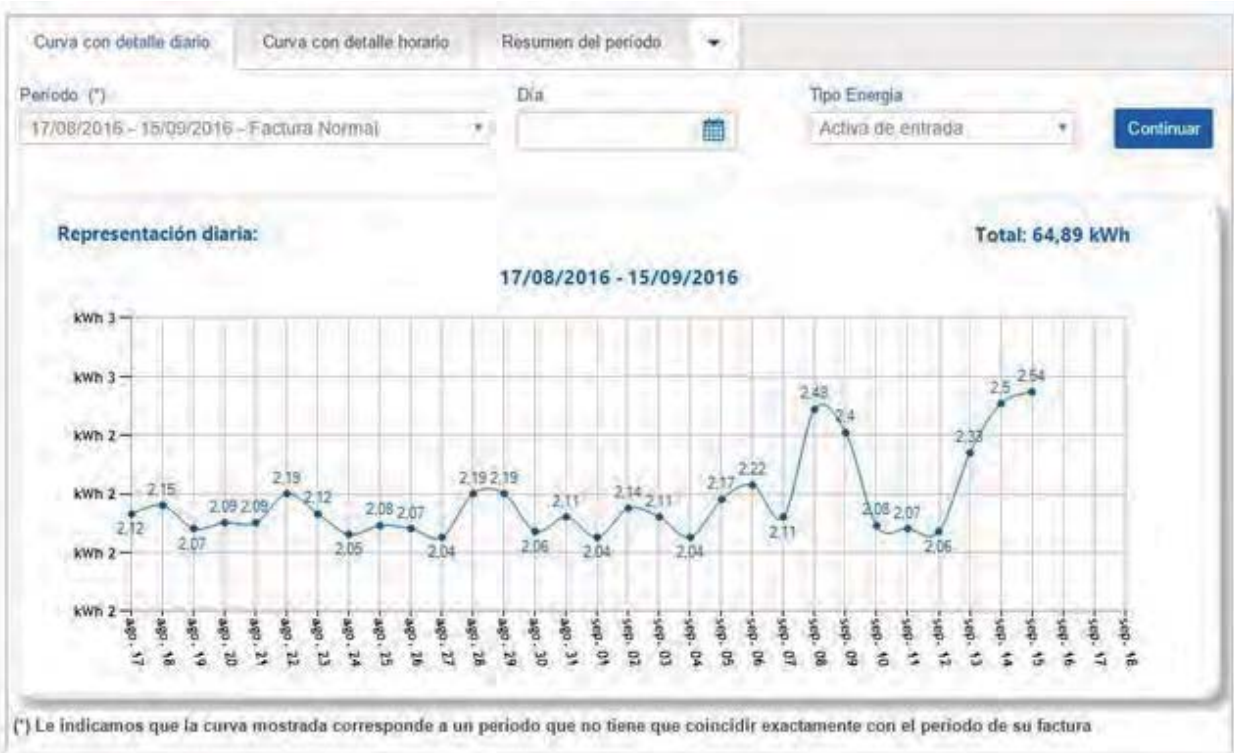 Curva con detalle diario Curva con detalle horario Resumen del período
Período (*) Día Tipo Energía
17/08/2016 - 15/09/2016 - Factura Normal Activa de entrada Continuar
Representación diaria: Total: 64,89 kWh
17/08/2016 - 15/09/2016
kWh 3
kWh 3
kWh 2
kWh 2
kWh 2
kWh 2
2.12 2.15 2.07 2.09 2.09 2.19 2.12 2.05 2.08 2.07 2.04 2.19 2.19 2.06 2.11 2.04 2.14 2.11 2.04 2.17 2.22 2.11 2.48 2.4 2.08 2.07 2.06 2.33 2.5 2.54
ago., 17 ago., 18 ago., 19 ago., 20 ago., 21 ago., 22 ago., 23 ago., 24 ago., 25 ago., 26 ago., 27 ago., 28 ago., 29 ago., 30 ago., 31 sep., 01 sep., 02 sep., 03 sep., 04 sep., 05 sep., 06 sep., 07 sep., 08 sep., 09 sep., 10 sep., 11 sep., 12 sep., 13 sep., 14 sep., 15 sep., 16 sep., 17 sep., 18
(*) Le indicamos que la curva mostrada corresponde a un período que no tiene que coincidir exactamente con el período de su factura